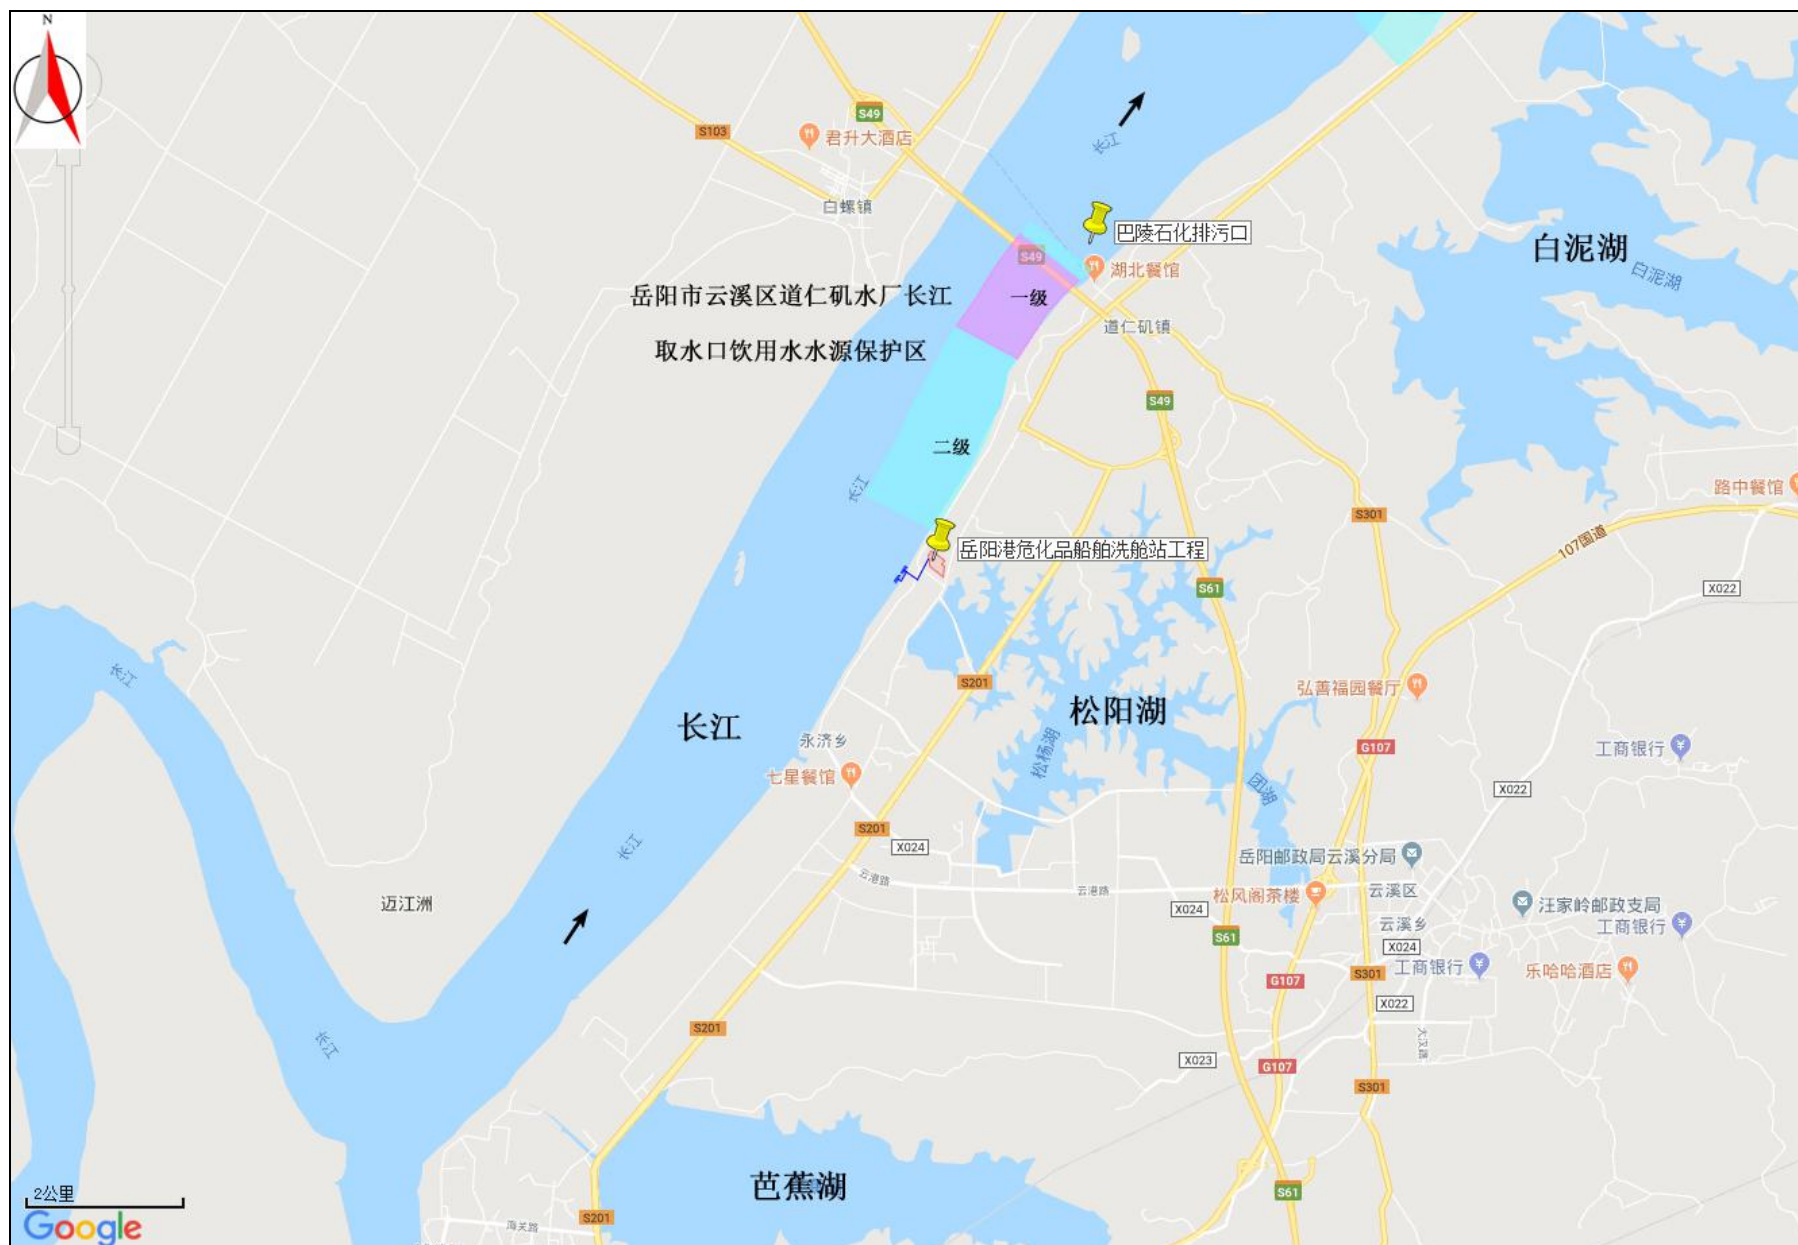 N
S49
S103
君升大酒店
长江
白螺镇
巴陵石化排污口
白泥湖
白泥湖
S49
湖北餐馆
岳阳市云溪区道仁矶水厂长江
一级
道仁矶镇
取水口饮用水水源保护区
S49
二级
长江
路中餐馆
S301
107国道
岳阳港危化品船舶洗舱站工程
S61
X022
长江
S201
弘善福园餐厅
松阳湖
长江
永济乡
松杨湖
G107
工商银行
七星餐馆
团湖
X022
S201
长江
X024
岳阳邮政局云溪分局
云港路
云港路
云溪区
松风阁茶楼
迈江洲
X024
汪家岭邮政支局
云溪乡
工商银行
S61
X024
工商银行
S301
乐哈哈酒店
G107
X022
S201
长江
大汉路
X023
G107
S301
芭蕉湖
2公里
S61
S201
海关路
Google